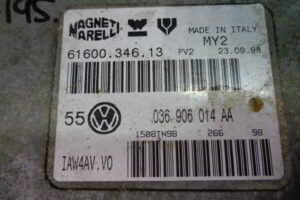 195.
MAGNETI MARELLI
MADE IN ITALY
MY2
61600.346.13 PV2 23.09.98
55 036 906 014 AA
1508TN98 266 98
IAW4AV.V0